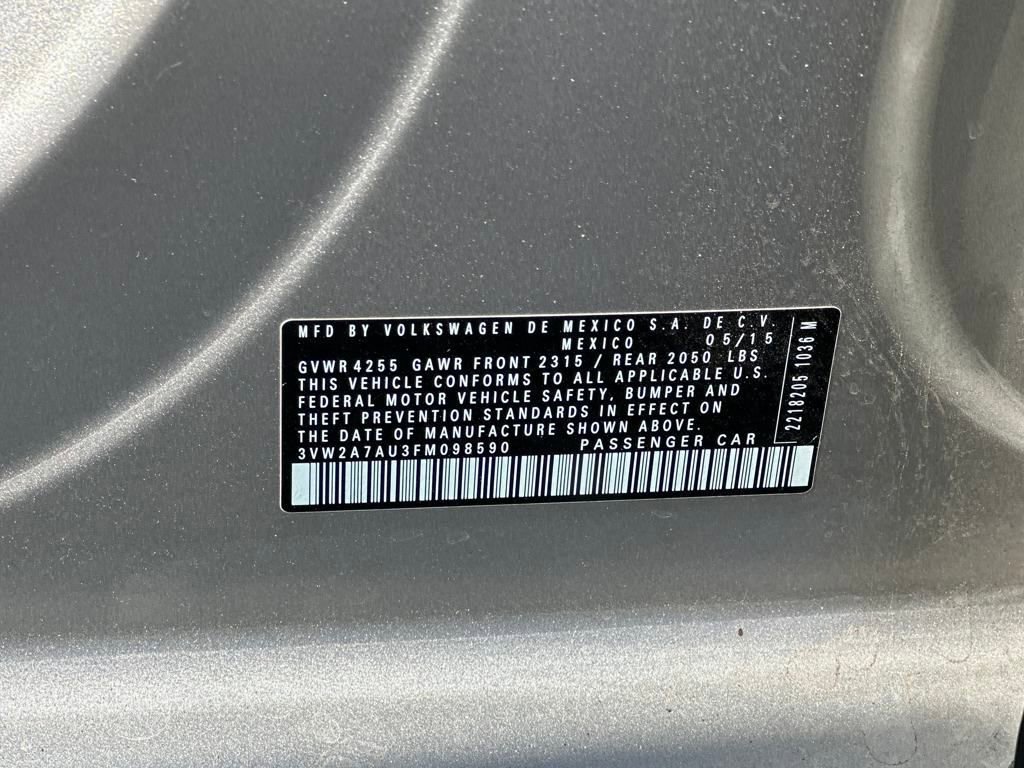 MFD BY VOLKSWAGEN DE MEXICO S.A. DE C.V.
MEXICO 05/15
GVWR 4255 GAWR FRONT 2315 / REAR 2050 LBS
THIS VEHICLE CONFORMS TO ALL APPLICABLE U.S.
FEDERAL MOTOR VEHICLE SAFETY, BUMPER AND
THEFT PREVENTION STANDARDS IN EFFECT ON
THE DATE OF MANUFACTURE SHOWN ABOVE.
3VW2A7AU3FM098590 PASSENGER CAR
2218205 1036 M